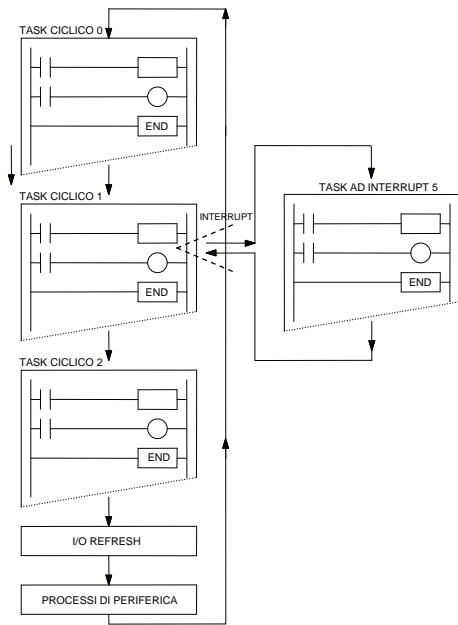 TASK CICLICO 0
END
TASK CICLICO 1
INTERRUPT
END
TASK AD INTERRUPT 5
END
TASK CICLICO 2
END
I/O REFRESH
PROCESSI DI PERIFERICA